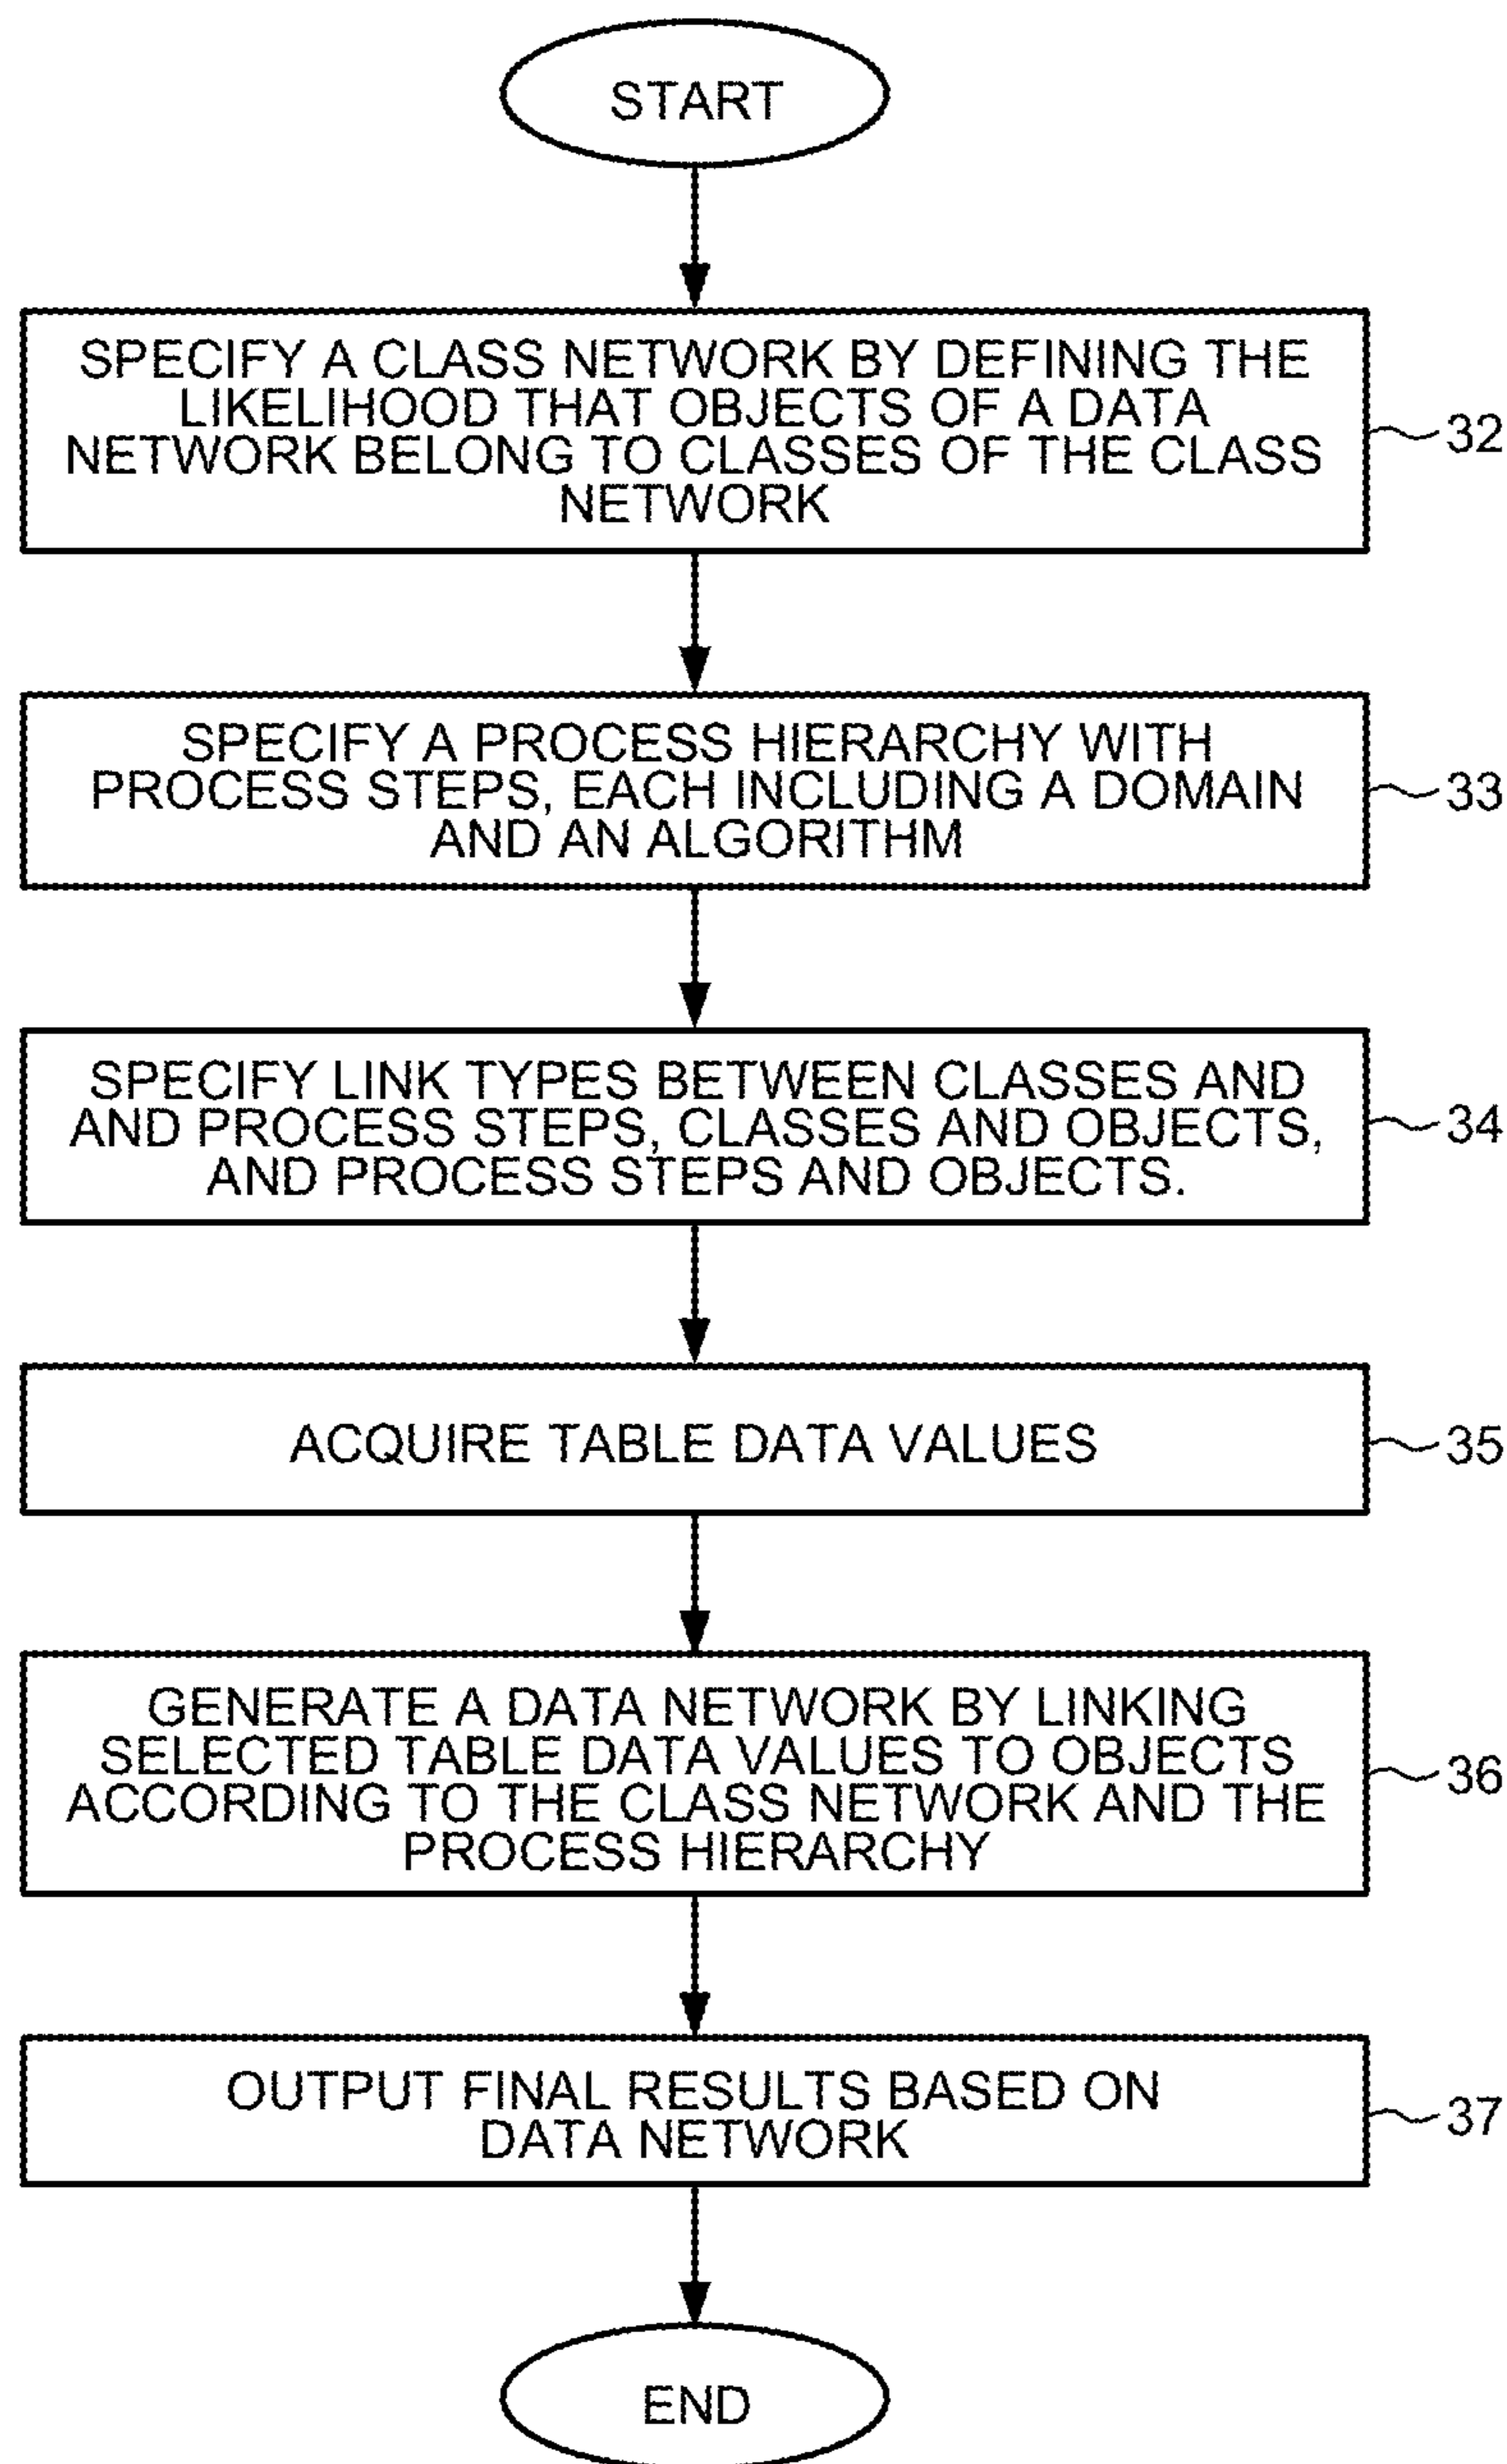 START
SPECIFY A CLASS NETWORK BY DEFINING THE
LIKELIHOOD THAT OBJECTS OF A DATA
NETWORK BELONG TO CLASSES OF THE CLASS
NETWORK
32
SPECIFY A PROCESS HIERARCHY WITH
PROCESS STEPS, EACH INCLUDING A DOMAIN
AND AN ALGORITHM
33
SPECIFY LINK TYPES BETWEEN CLASSES AND
AND PROCESS STEPS, CLASSES AND OBJECTS,
AND PROCESS STEPS AND OBJECTS.
34
ACQUIRE TABLE DATA VALUES
35
GENERATE A DATA NETWORK BY LINKING
SELECTED TABLE DATA VALUES TO OBJECTS
ACCORDING TO THE CLASS NETWORK AND THE
PROCESS HIERARCHY
36
OUTPUT FINAL RESULTS BASED ON
DATA NETWORK
37
END